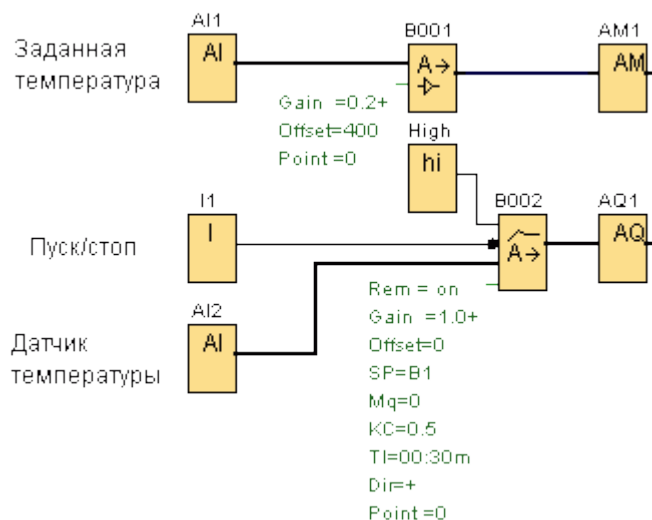 AI1
B001
AM1
Заданная
температура
AI
A→
AM
Gain =0.2+
Offset=400
Point=0
High
hi
I1
B002
AQ1
Пуск/стоп
I
A→
AQ
AI2
Rem = on
Gain =1.0+
Offset=0
SP=B1
Mq=0
KC=0.5
TI=00:30m
Dir=+
Point =0
Датчик
температуры
AI